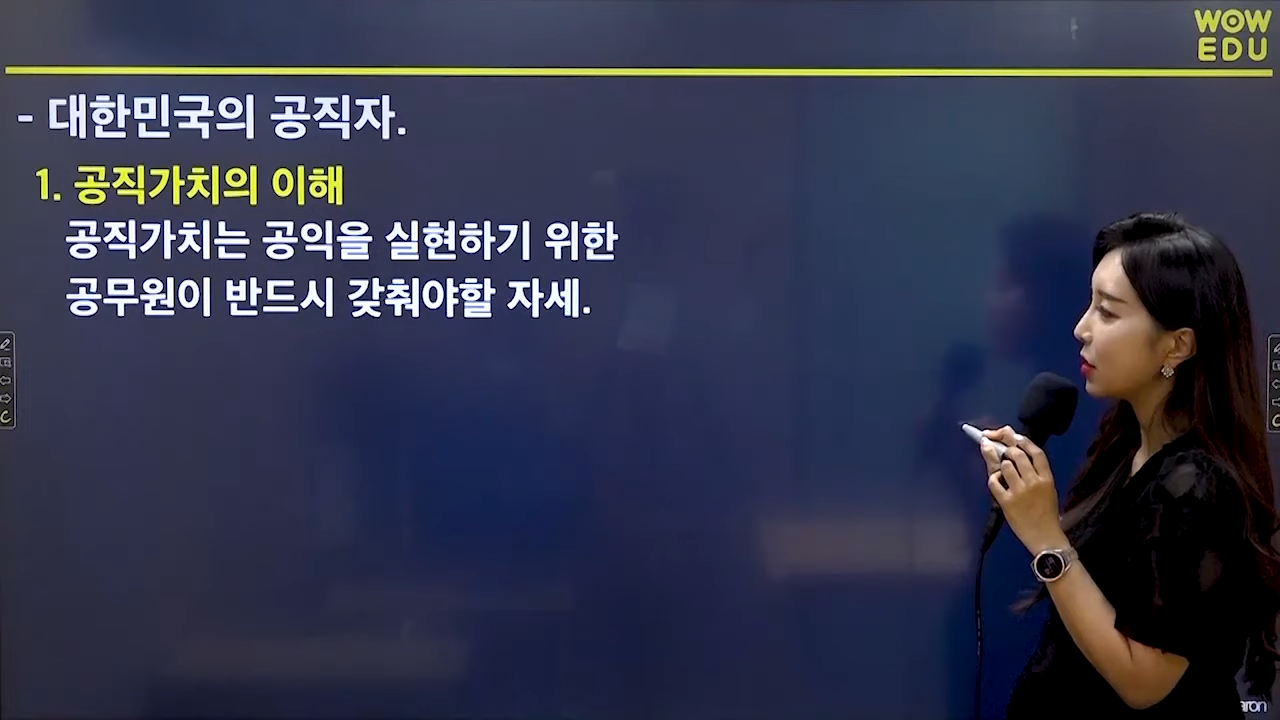 WOW
EDU
- 대한민국의 공직자.
1. 공직가치의 이해
공직가치는 공익을 실현하기 위한
공무원이 반드시 갖춰야할 자세.
aron